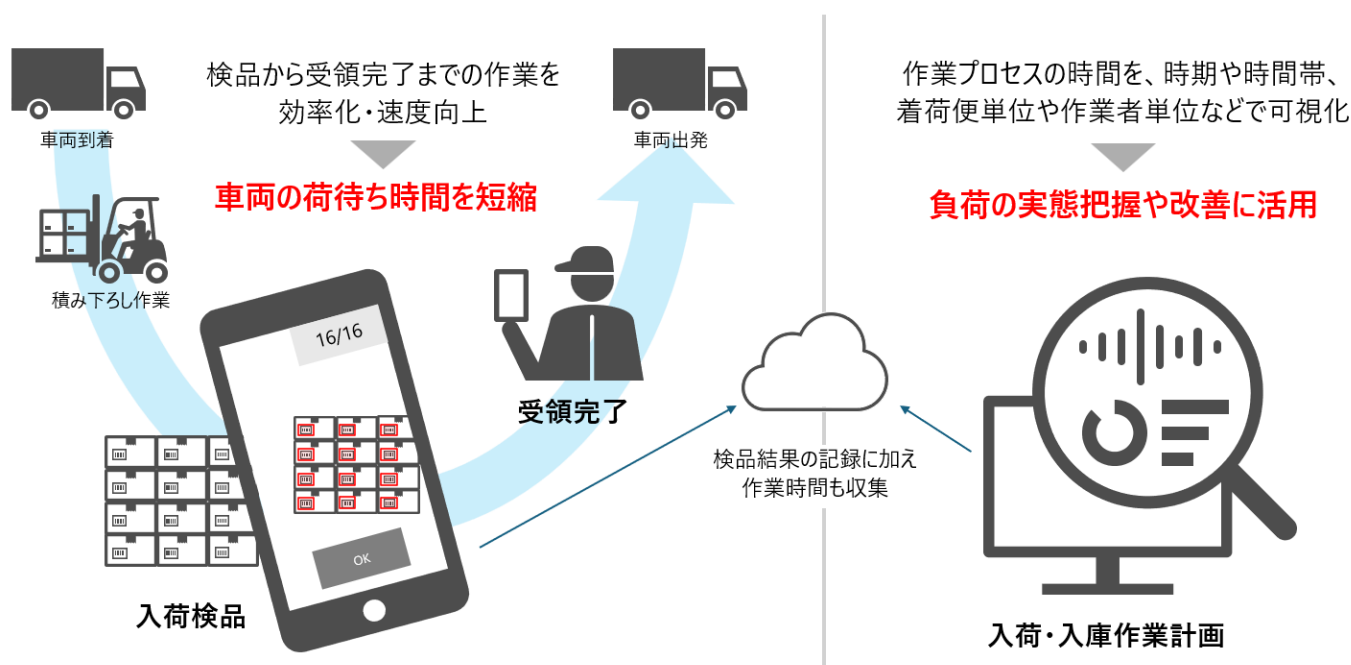 検品から受領完了までの作業を
効率化・速度向上
車両の荷待ち時間を短縮
車両到着
積み下ろし作業
16/16
OK
入荷検品
受領完了
車両出発
検品結果の記録に加え
作業時間も収集
作業プロセスの時間を、時期や時間帯、
着荷便単位や作業者単位などで可視化
負荷の実態把握や改善に活用
入荷・入庫作業計画